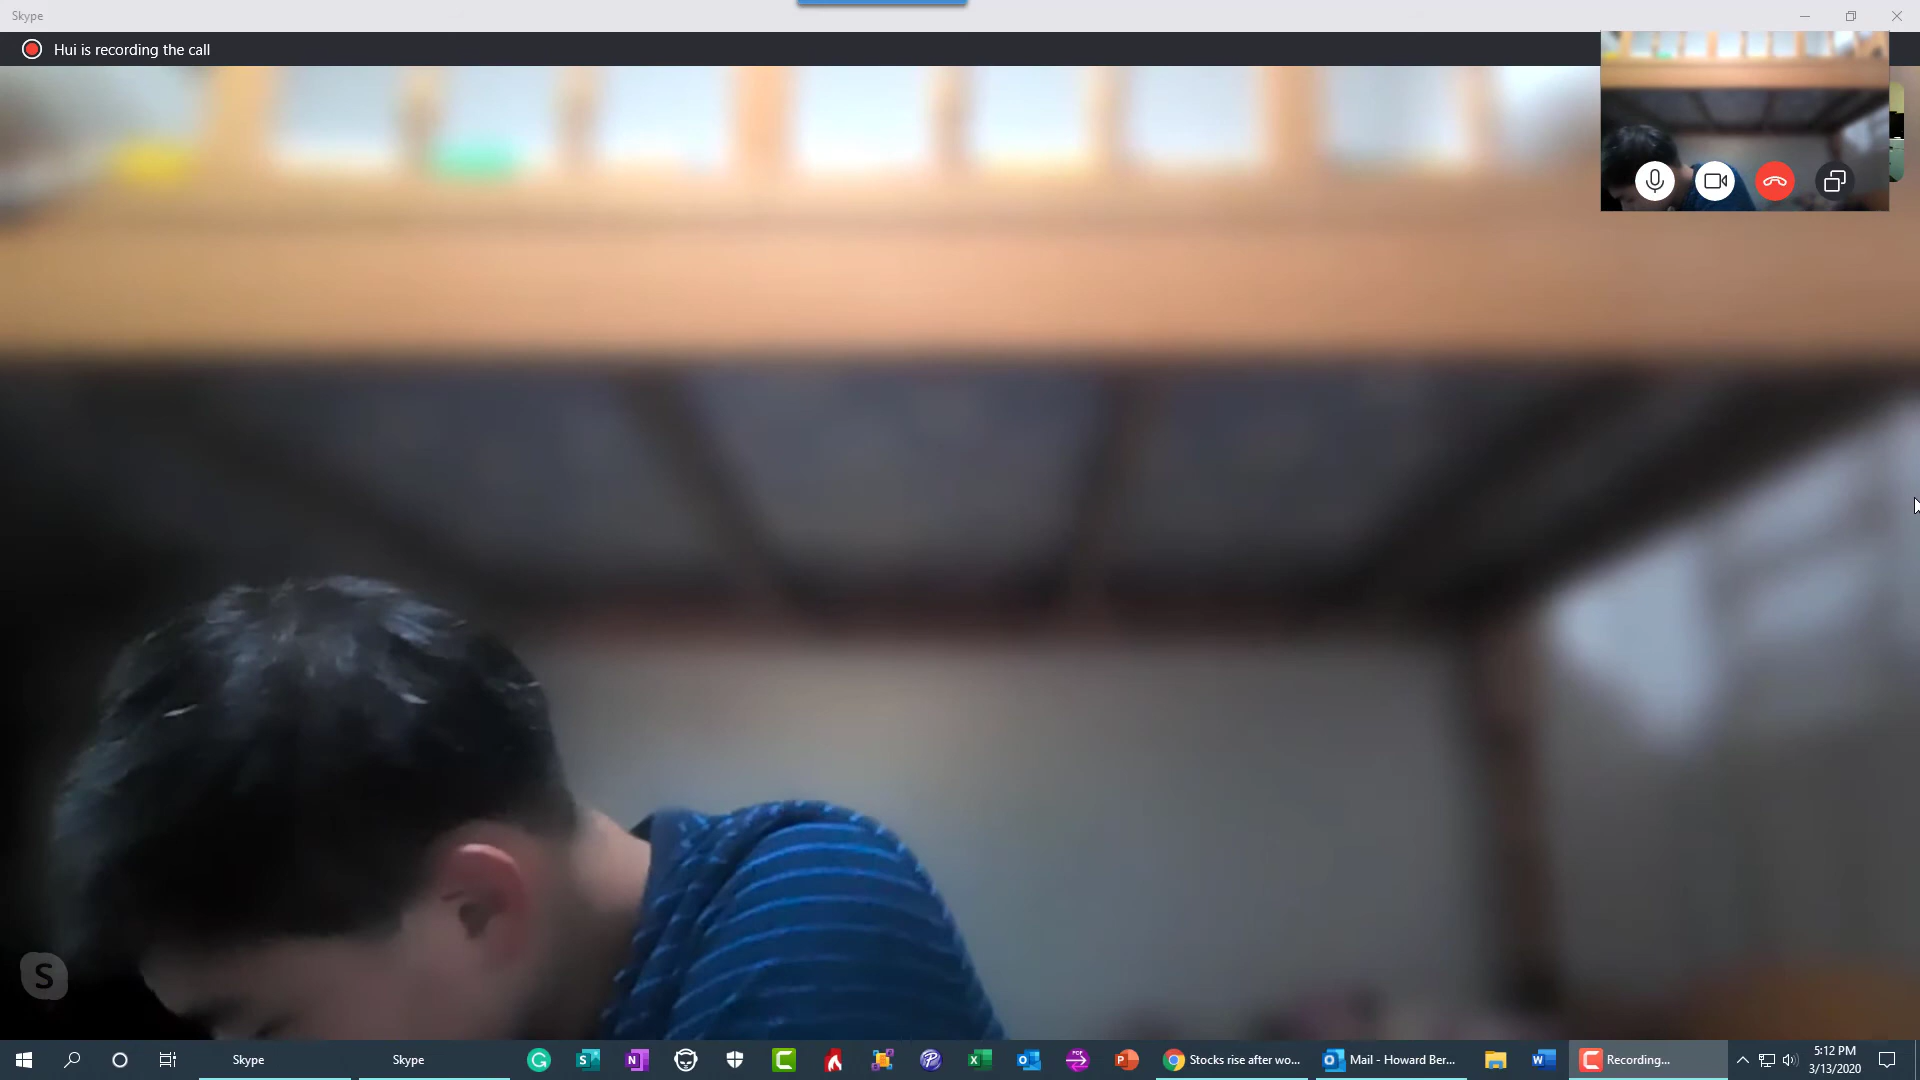 Skype
Hui is recording the call
S
Skype
Skype
Stocks rise after wo...
Mail - Howard Ber...
Recording...
5:12 PM
3/13/2020